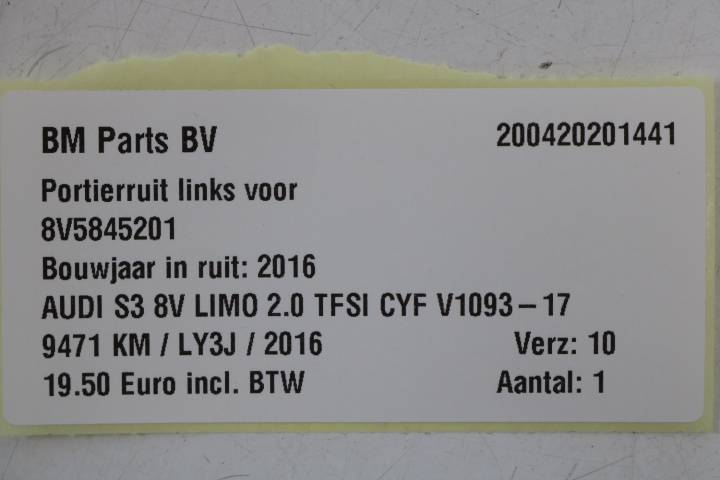 BM Parts BV 200420201441
Portierruit links voor
8V5845201
Bouwjaar in ruit: 2016
AUDI S3 8V LIMO 2.0 TFSI CYF V1093-17
9471 KM / LY3J / 2016 Verz: 10
19.50 Euro incl. BTW Aantal: 1